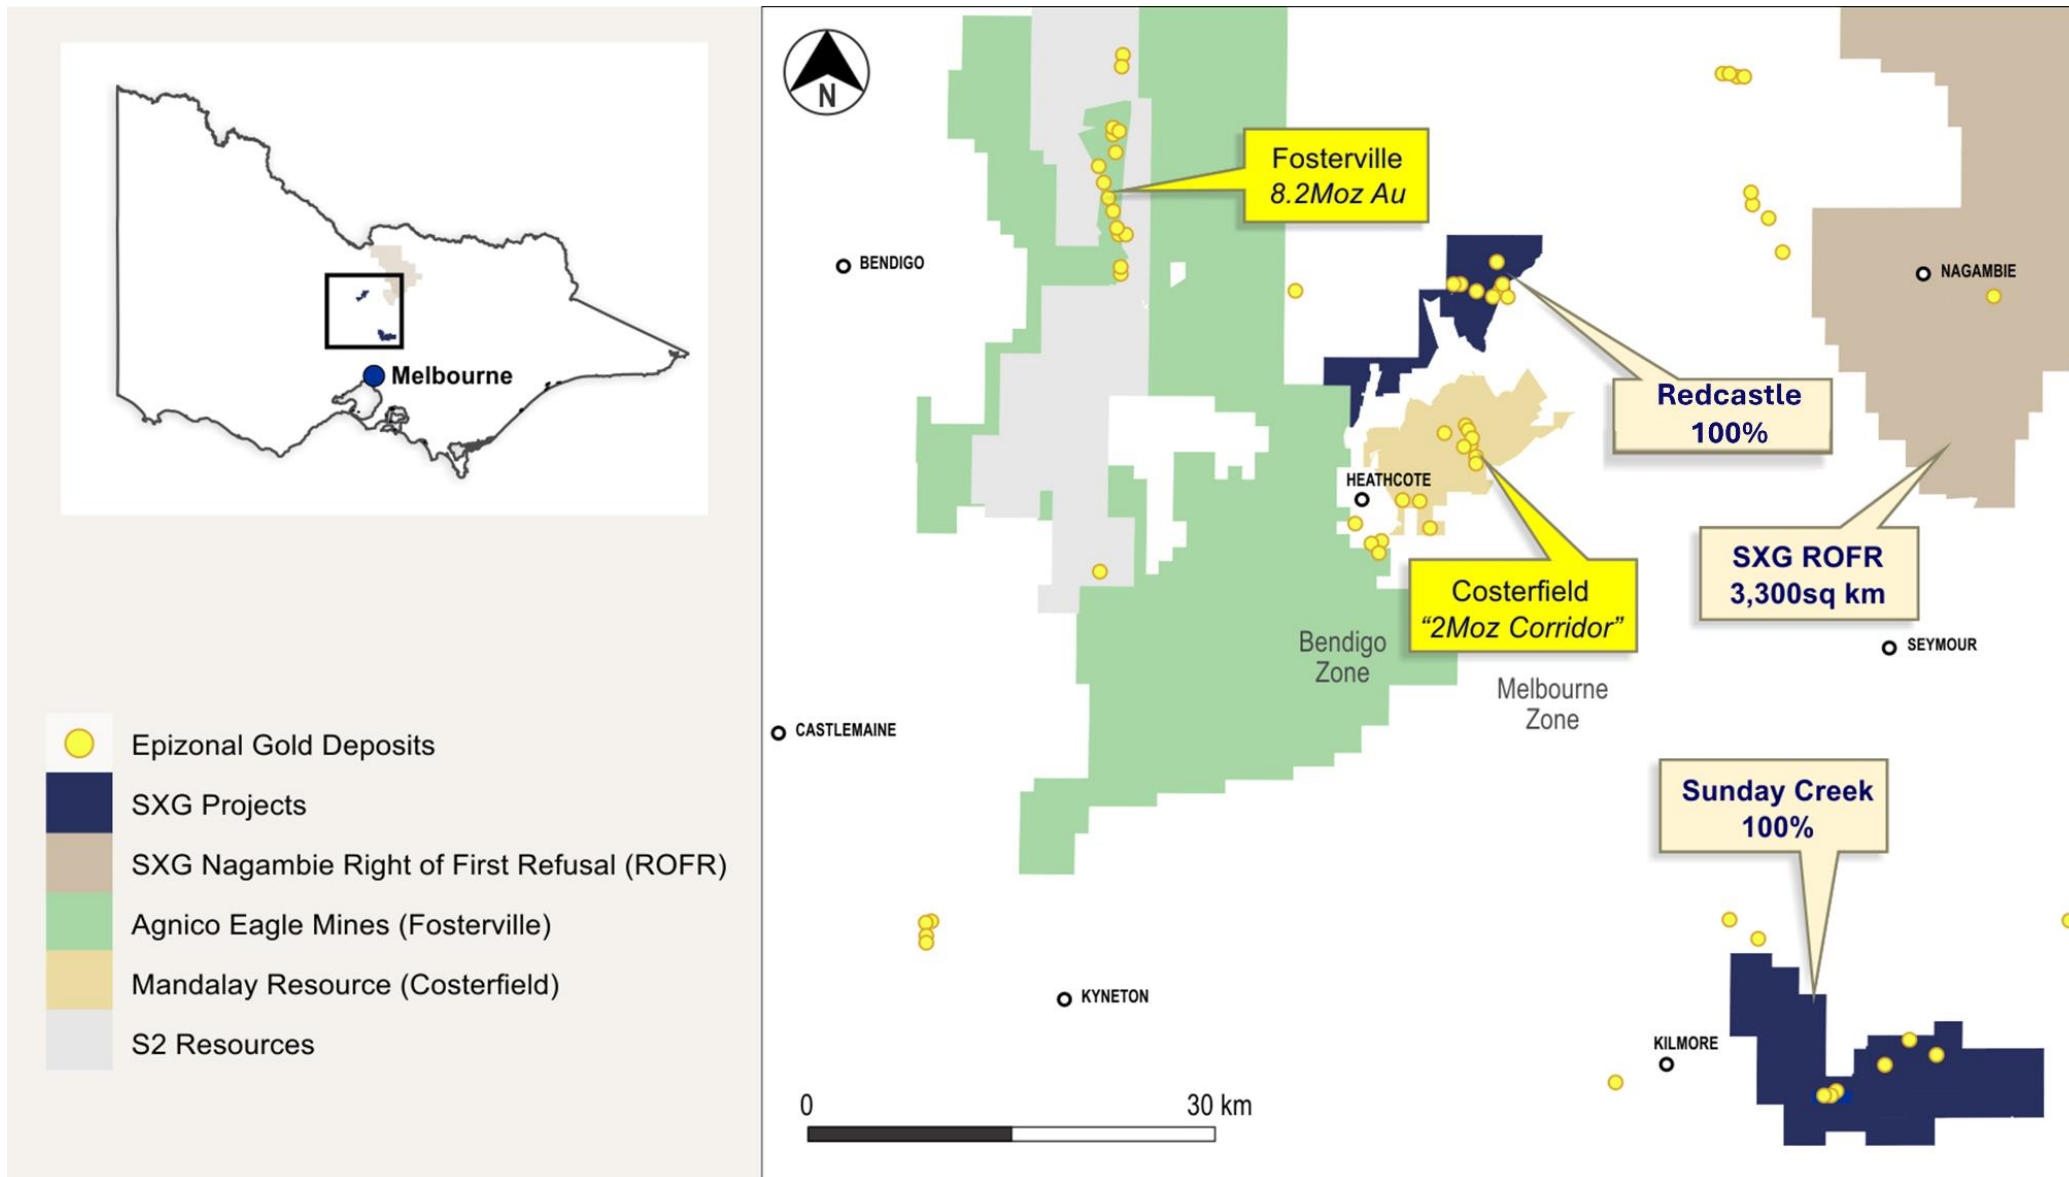 Melbourne
Epizonal Gold Deposits
SXG Projects
SXG Nagambie Right of First Refusal (ROFR)
Agnico Eagle Mines (Fosterville)
Mandalay Resource (Costerfield)
S2 Resources
N
Fosterville
8.2Moz Au
BENDIGO
NAGAMBIE
Redcastle
100%
HEATHCOTE
SXG ROFR
3,300sq km
Costerfield
“2Moz Corridor”
Bendigo
Zone
SEYMOUR
Melbourne
Zone
CASTLEMAINE
Sunday Creek
100%
KYNETON
KILMORE
0
30 km